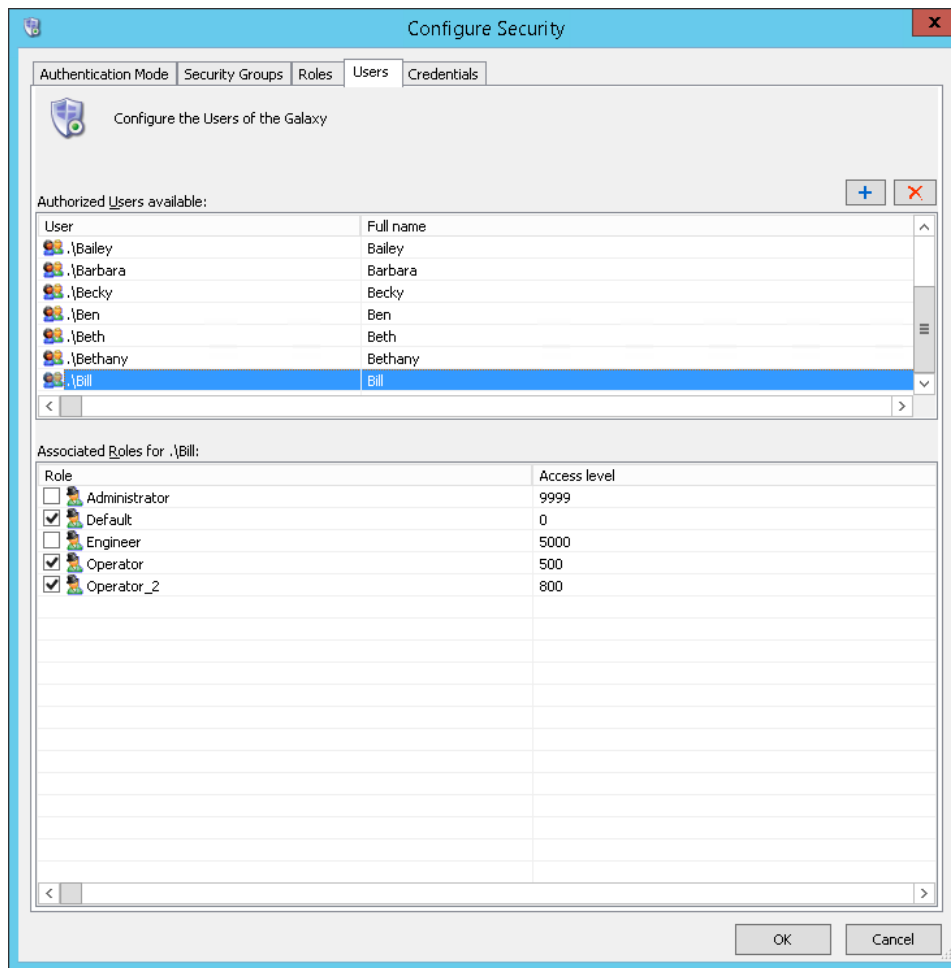 Configure Security
x
Authentication Mode Security Groups Roles Users Credentials
Configure the Users of the Galaxy
Authorized Users available:
User Full name
.\Bailey Bailey
.\Barbara Barbara
.\Becky Becky
.\Ben Ben
.\Beth Beth
.\Bethany Bethany
.\Bill Bill
Associated Roles for .\Bill:
Role Access level
Administrator 9999
Default 0
Engineer 5000
Operator 500
Operator_2 800
OK Cancel